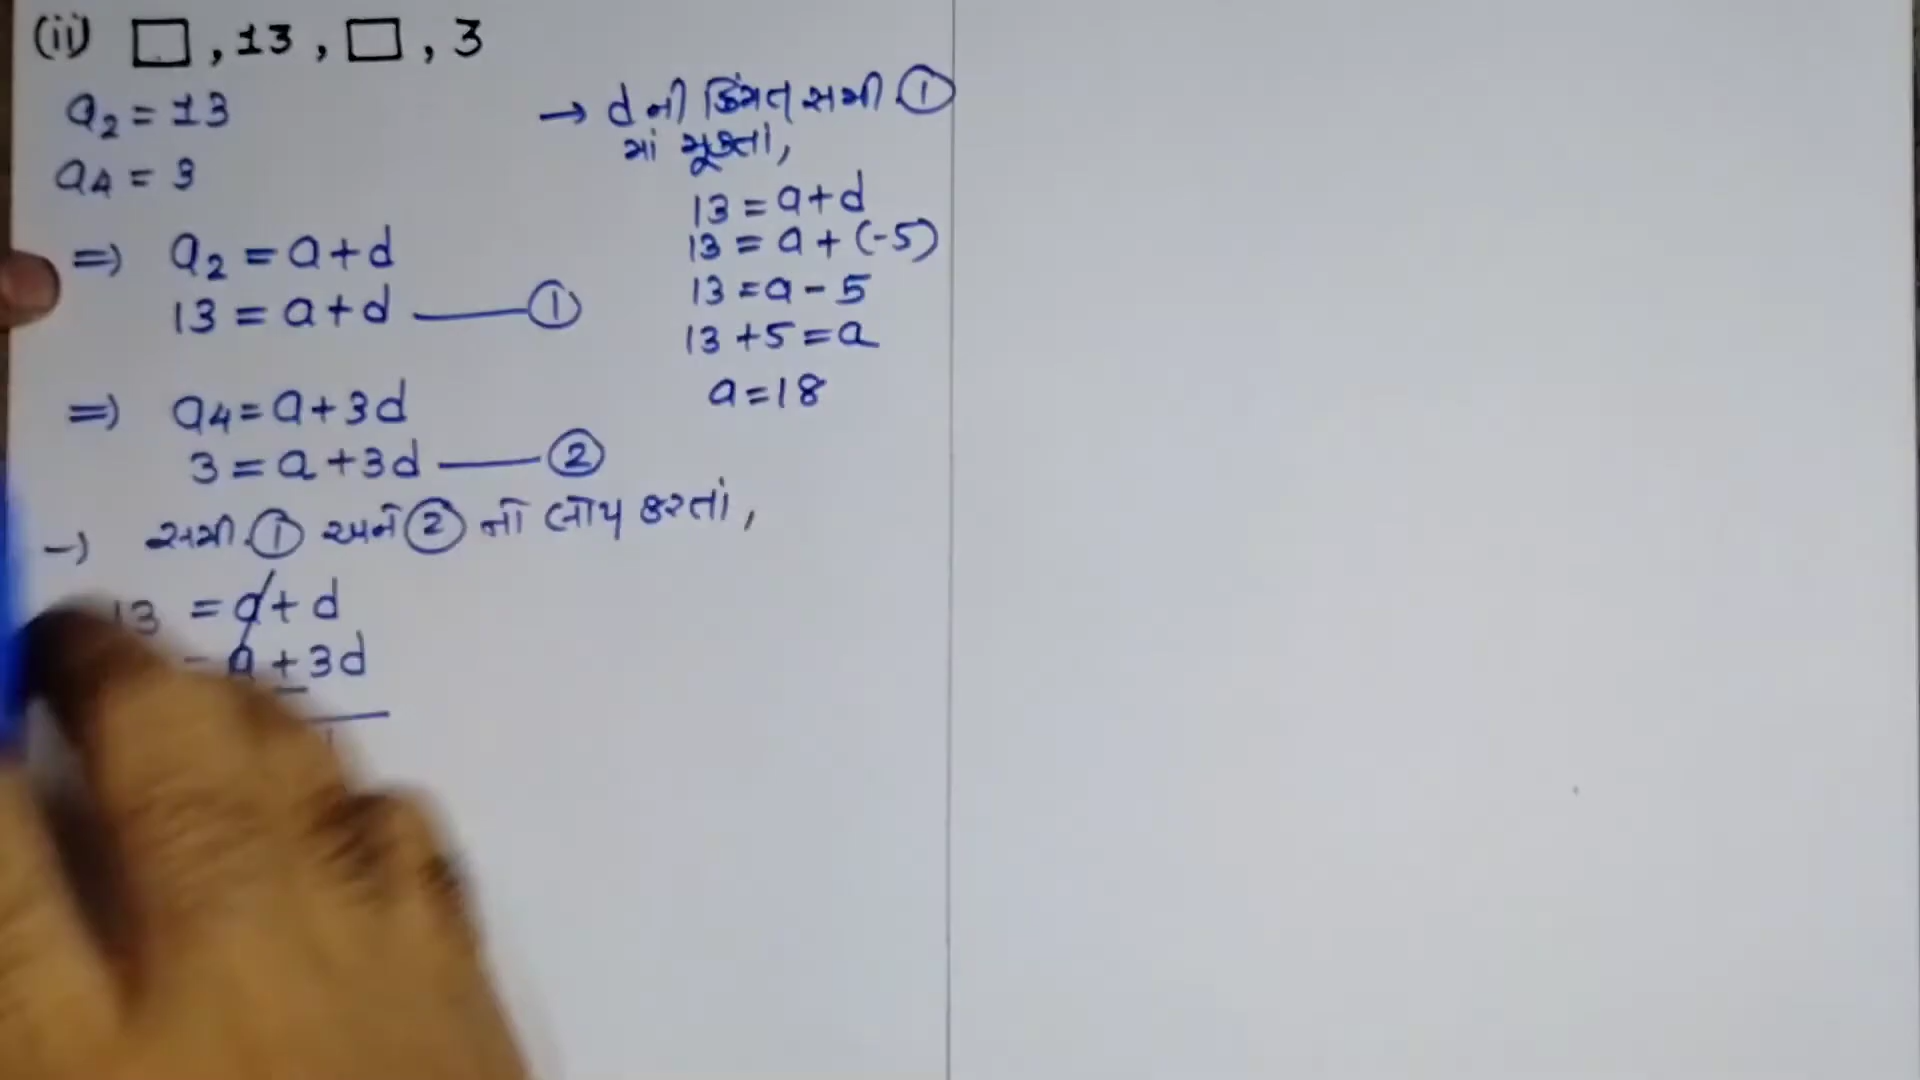 (ii) □ , 13 , □ , 3
a₂ = 13
a₄ = 3
=) a₂ = a + d
13 = a + d —— ①
=) a₄ = a + 3d
3 = a + 3d —— ②
→ સમી. ① અને ② નો લોપ કરતાં,
13 = a + d
a + 3d
→ d ની કિંમત સમી ①
માં મૂકતાં,
13 = a + d
13 = a + (-5)
13 = a - 5
13 + 5 = a
a = 18